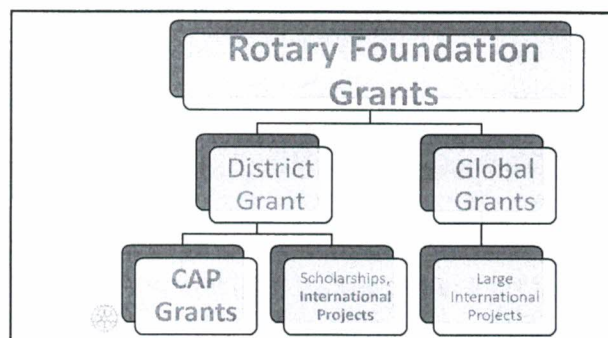 Rotary Foundation
Grants
District
Grant
Global
Grants
CAP
Grants
Scholarships,
International
Projects
Large
International
Projects